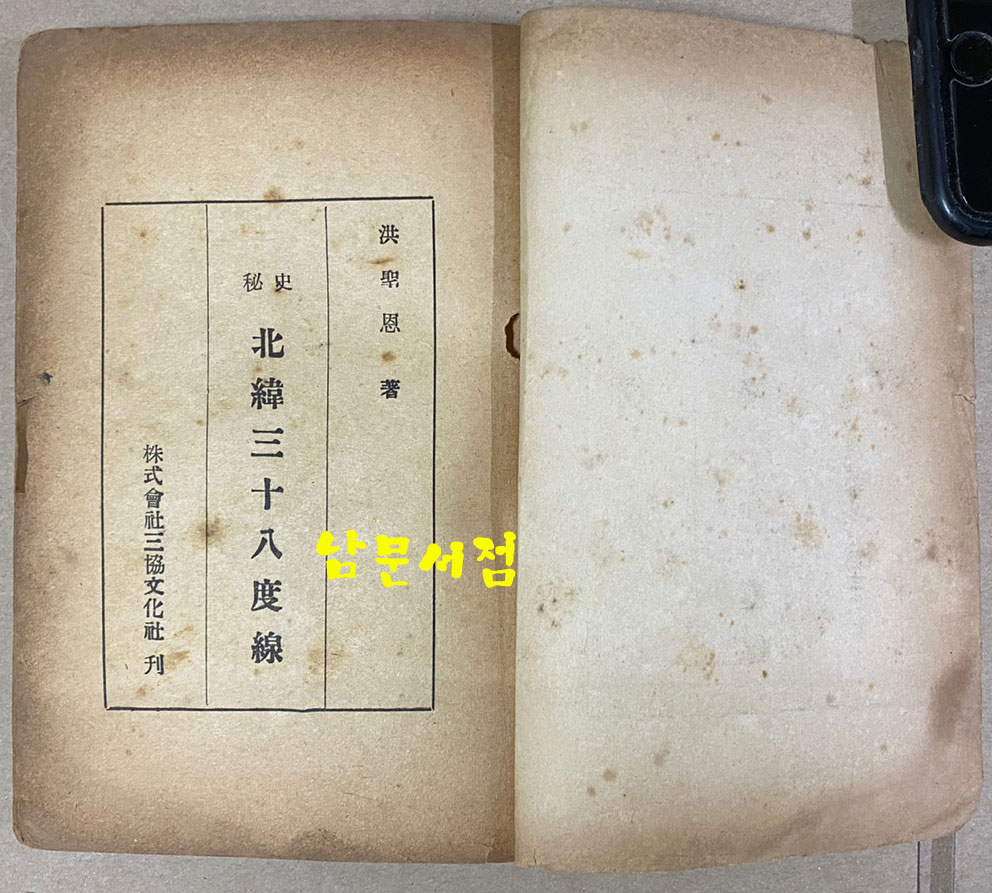 洪聖恩 著
秘史
北緯三十八度線
株式會社三協文化社 刊
남문서점